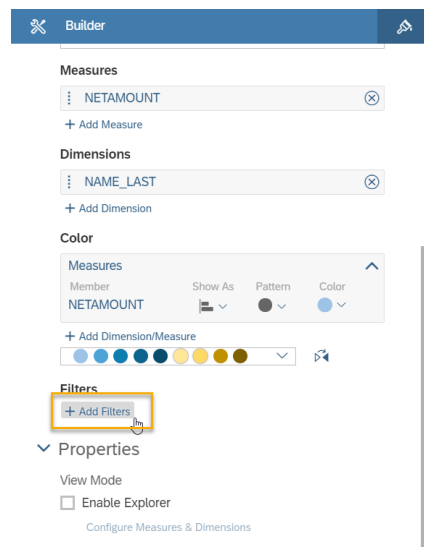 Builder
Measures
NETAMOUNT
+ Add Measure
Dimensions
NAME_LAST
+ Add Dimension
Color
Measures
Member Show As Pattern Color
NETAMOUNT
+ Add Dimension/Measure
Filters
+ Add Filters
Properties
View Mode
Enable Explorer
Configure Measures & Dimensions